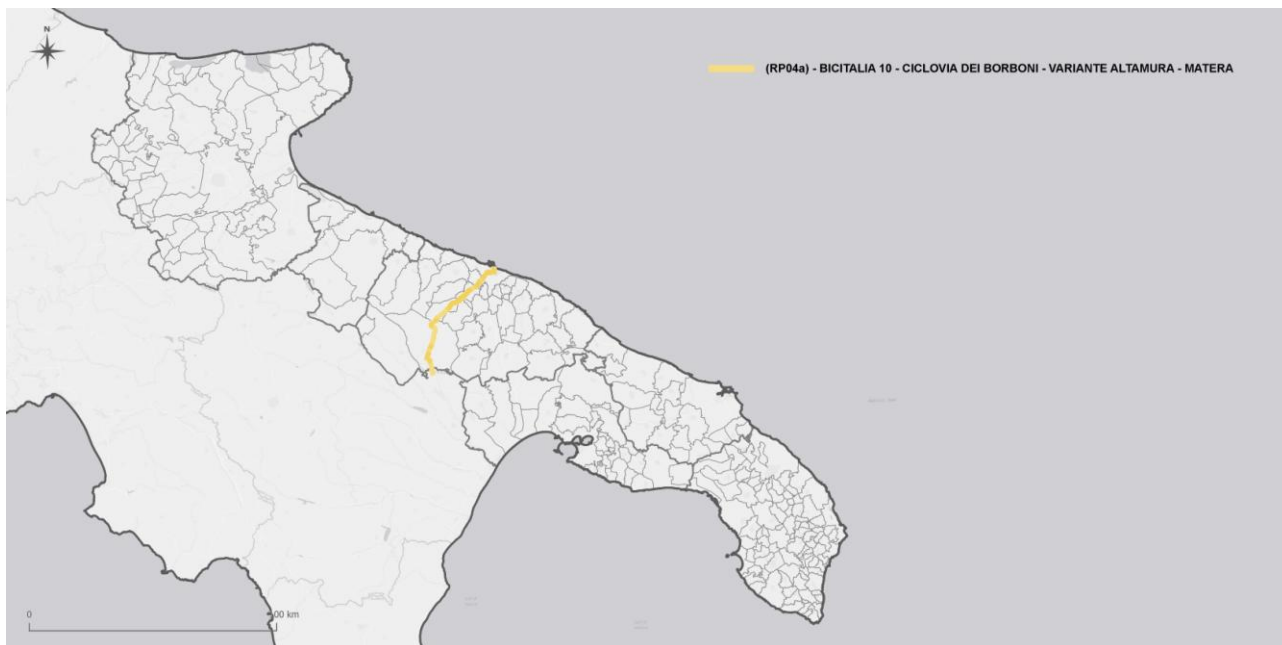 N
(RP04a) - BICITALIA 10 - CICLOVIA DEI BORBONI - VARIANTE ALTAMURA - MATERA
0
00 km